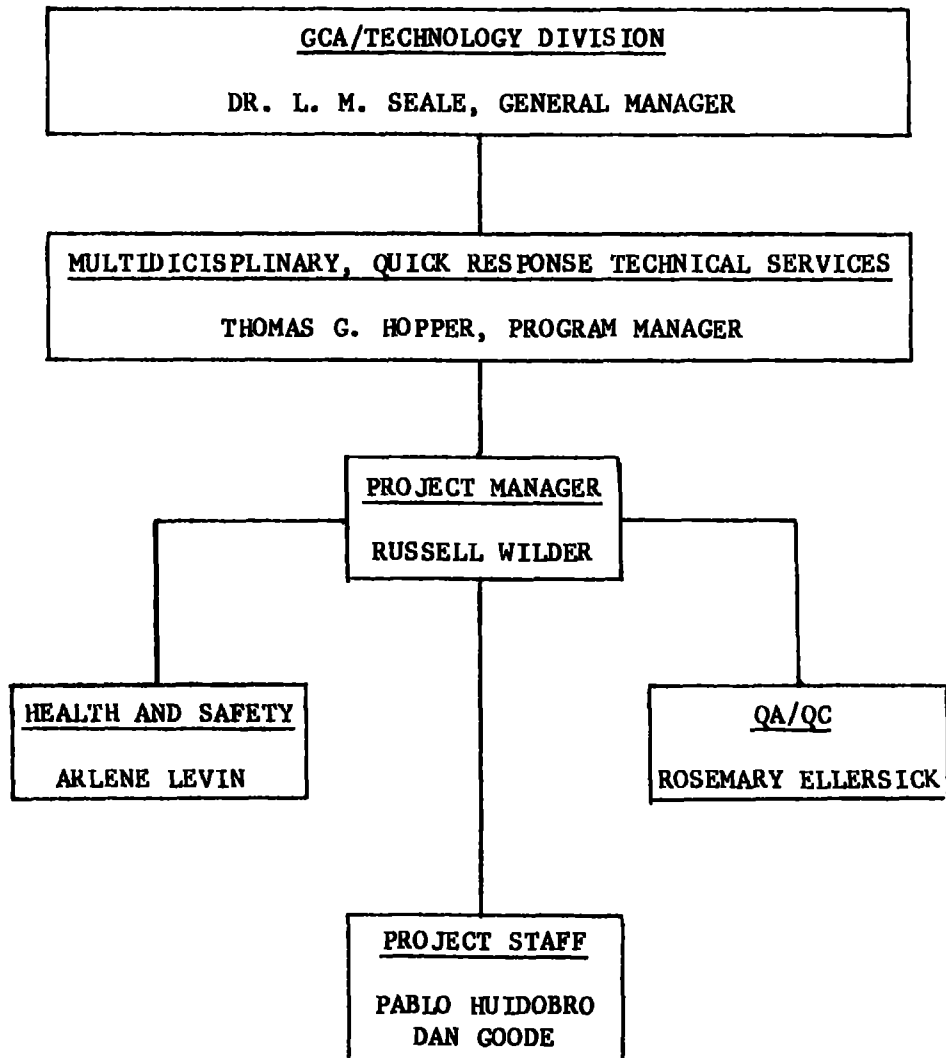 GCA/TECHNOLOGY DIVISION
DR. L. M. SEALE, GENERAL MANAGER
MULTIDICISPLINARY, QUICK RESPONSE TECHNICAL SERVICES
THOMAS G. HOPPER, PROGRAM MANAGER
PROJECT MANAGER
RUSSELL WILDER
HEALTH AND SAFETY
ARLENE LEVIN
QA/QC
ROSEMARY ELLERSICK
PROJECT STAFF
PABLO HUIDOBRO
DAN GOODE